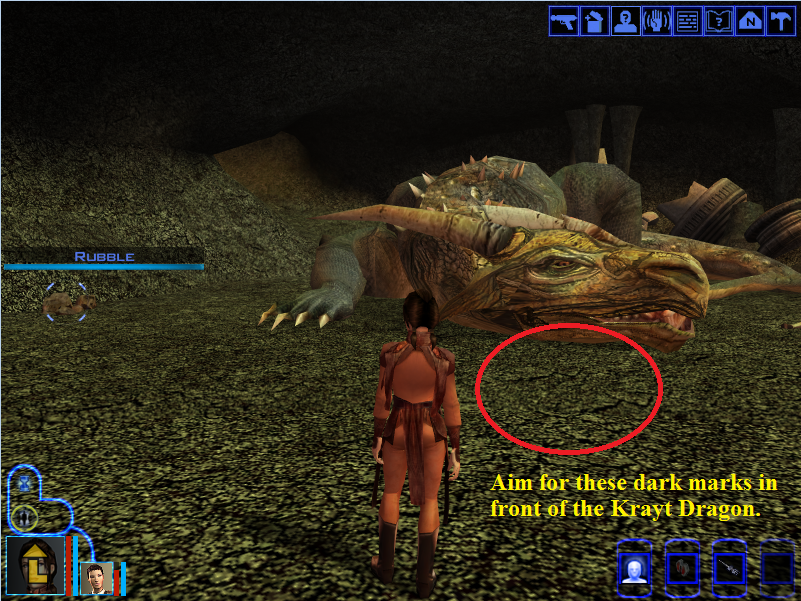 Rubble
Aim for these dark marks in
front of the Krayt Dragon.